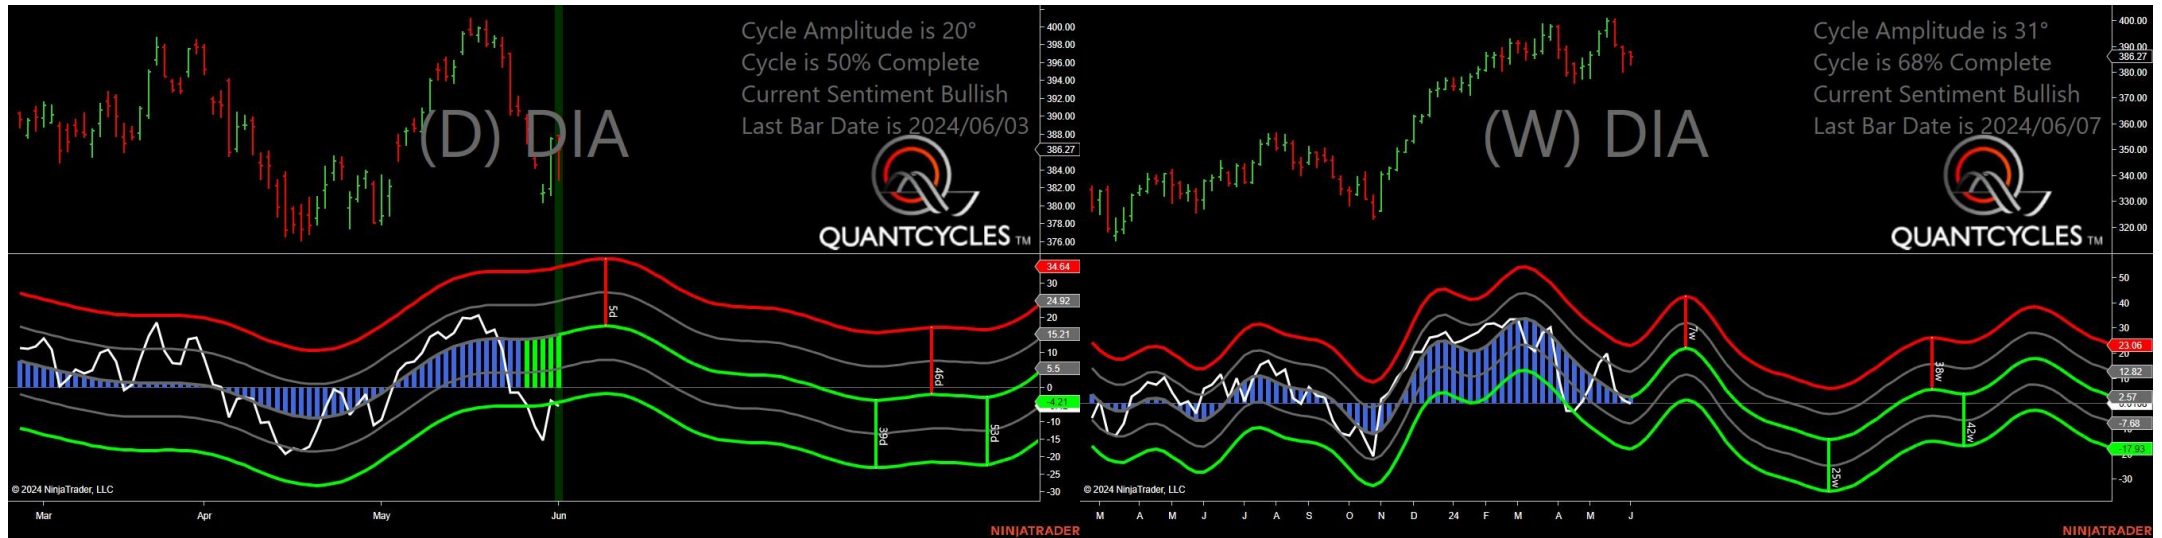 Cycle Amplitude is 20°
Cycle is 50% Complete
Current Sentiment Bullish
Last Bar Date is 2024/06/03
(D) DIA
QUANTCYCLES TM
400.00
398.00
396.00
394.00
392.00
390.00
388.00
386.27
384.00
382.00
380.00
378.00
376.00
34.64
30
24.92
20
15.21
10
5.5
0
-4.21
-10
-15
-20
-25
-30
5d
39d
46d
53d
© 2024 NinjaTrader, LLC
Mar Apr May Jun
NINJATRADER
Cycle Amplitude is 31°
Cycle is 68% Complete
Current Sentiment Bullish
Last Bar Date is 2024/06/07
(W) DIA
QUANTCYCLES TM
400.00
390.00
386.27
380.00
370.00
360.00
350.00
340.00
330.00
320.00
50
40
30
23.06
20
12.82
10
2.57
-7.68
-17.93
-30
7w
25w
38w
42w
© 2024 NinjaTrader, LLC
M A M J J A S O N D 24 F M A M J
NINJATRADER